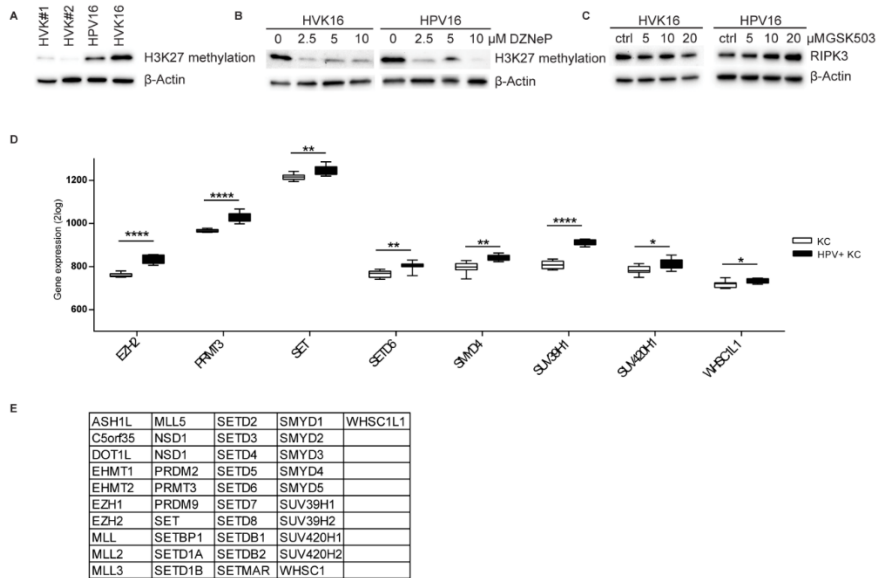 A
HVK#1 HVK#2 HPV16 HVK16
H3K27 methylation
β-Actin
B
HVK16 HPV16
0 2.5 5 10 0 2.5 5 10 µM DZNeP
H3K27 methylation
β-Actin
C
HVK16 HPV16
ctrl 5 10 20 ctrl 5 10 20 µMGSK503
RIPK3
β-Actin
D
Gene expression (2log)
1200
1000
800
600
**** **** ** ** ** **** * *
KC
HPV+ KC
EZH2 PRMT3 SET SETD6 SMYD4 SUV39H1 SUV420H1 WHSC1L1
E
ASH1L MLL5 SETD2 SMYD1 WHSC1L1
C5orf35 NSD1 SETD3 SMYD2
DOT1L NSD1 SETD4 SMYD3
EHMT1 PRDM2 SETD5 SMYD4
EHMT2 PRMT3 SETD6 SMYD5
EZH1 PRDM9 SETD7 SUV39H1
EZH2 SET SETD8 SUV39H2
MLL SETBP1 SETDB1 SUV420H1
MLL2 SETD1A SETDB2 SUV420H2
MLL3 SETD1B SETMAR WHSC1